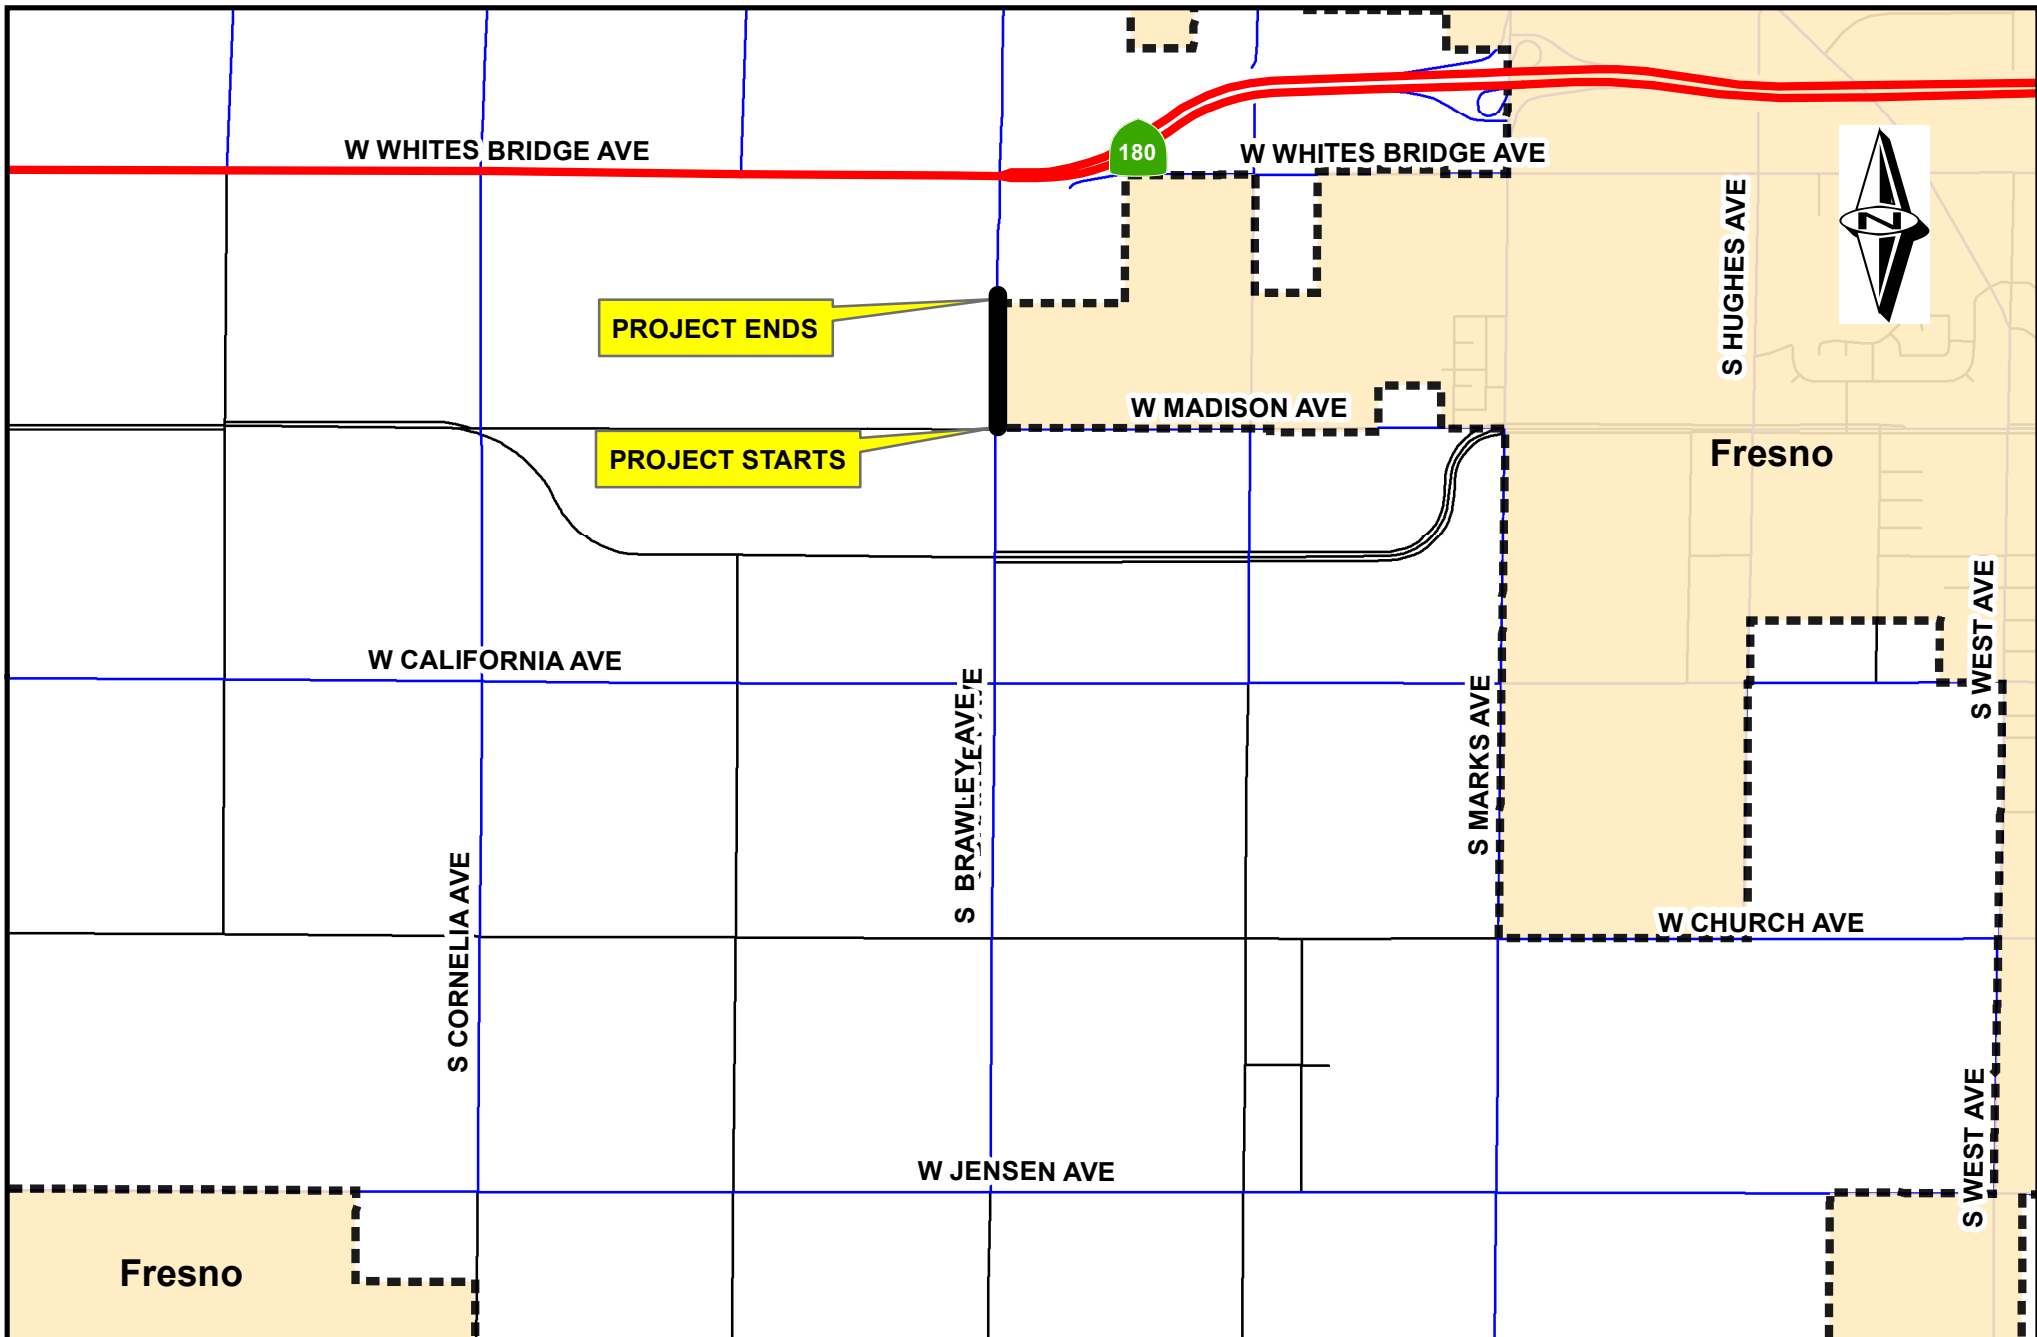 W WHITES BRIDGE AVE
180
W WHITES BRIDGE AVE
S HUGHES AVE
N
PROJECT ENDS
W MADISON AVE
PROJECT STARTS
Fresno
S WEST AVE
W CALIFORNIA AVE
S BRAWLEY AVE
S MARKS AVE
S CORNELIA AVE
W CHURCH AVE
W JENSEN AVE
S WEST AVE
Fresno